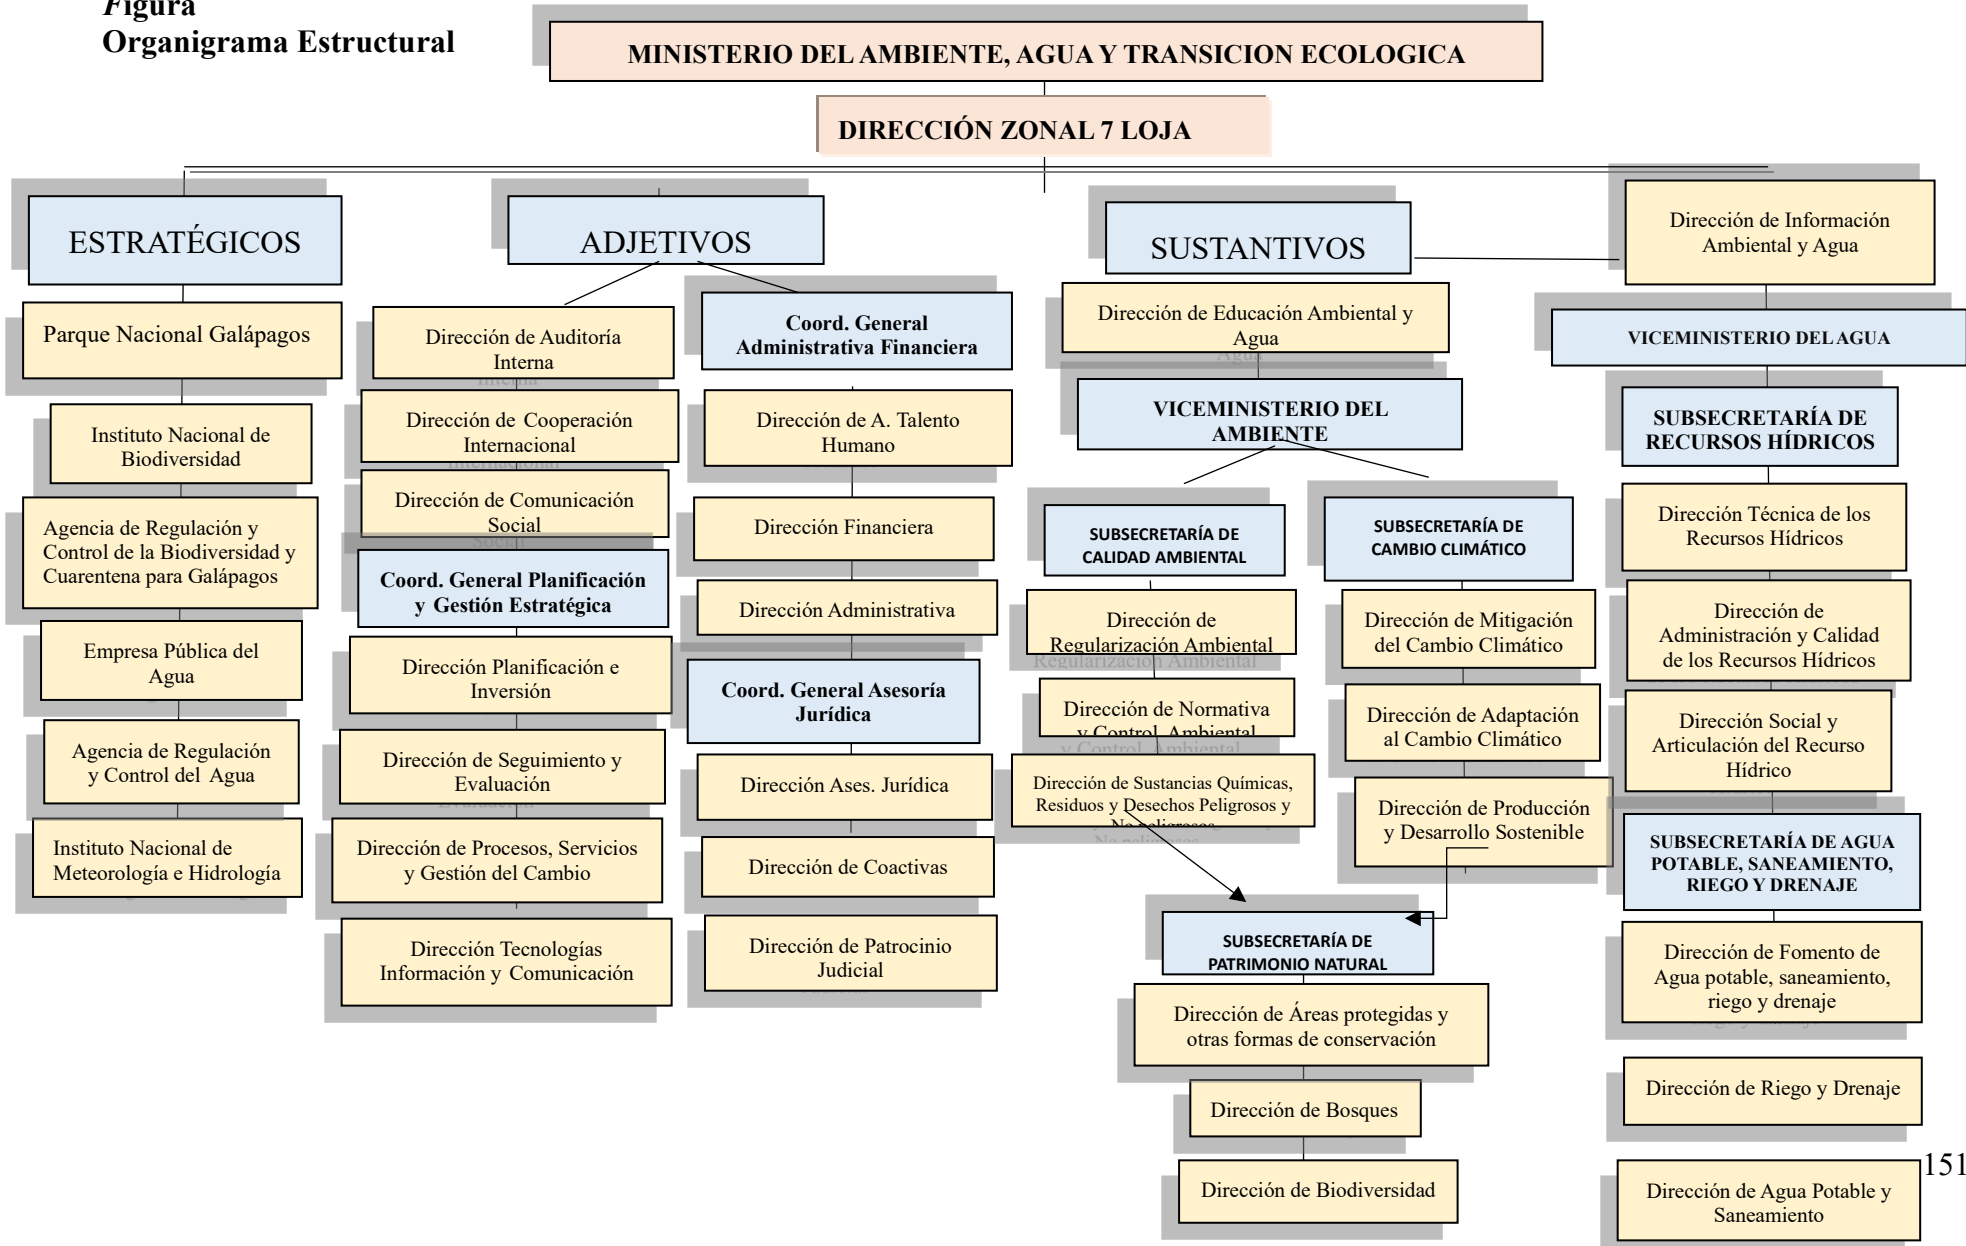 Figura
Organigrama Estructural
MINISTERIO DEL AMBIENTE, AGUA Y TRANSICION ECOLOGICA
DIRECCIÓN ZONAL 7 LOJA
ESTRATÉGICOS
Parque Nacional Galápagos
Instituto Nacional de
Biodiversidad
Agencia de Regulación y
Control de la Biodiversidad y
Cuarentena para Galápagos
Empresa Pública del
Agua
Agencia de Regulación
y Control del Agua
Instituto Nacional de
Meteorología e Hidrología
ADJETIVOS
Dirección de Auditoría
Interna
Dirección de Cooperación
Internacional
Dirección de Comunicación
Social
Coord. General Planificación
y Gestión Estratégica
Dirección Planificación e
Inversión
Dirección de Seguimiento y
Evaluación
Dirección de Procesos, Servicios
y Gestión del Cambio
Dirección Tecnologías
Información y Comunicación
Coord. General
Administrativa Financiera
Dirección de A. Talento
Humano
Dirección Financiera
Dirección Administrativa
Coord. General Asesoría
Jurídica
Dirección Ases. Jurídica
Dirección de Coactivas
Dirección de Patrocinio
Judicial
SUSTANTIVOS
Dirección de Educación Ambiental y
Agua
VICEMINISTERIO DEL
AMBIENTE
SUBSECRETARÍA DE
CALIDAD AMBIENTAL
Dirección de
Regularización Ambiental
Dirección de Normativa
y Control Ambiental
Dirección de Sustancias Químicas,
Residuos y Desechos Peligrosos y
No peligrosos
SUBSECRETARÍA DE
CAMBIO CLIMÁTICO
Dirección de Mitigación
del Cambio Climático
Dirección de Adaptación
al Cambio Climático
Dirección de Producción
y Desarrollo Sostenible
SUBSECRETARÍA DE
PATRIMONIO NATURAL
Dirección de Áreas protegidas y
otras formas de conservación
Dirección de Bosques
Dirección de Biodiversidad
Dirección de Información
Ambiental y Agua
VICEMINISTERIO DEL AGUA
SUBSECRETARÍA DE
RECURSOS HÍDRICOS
Dirección Técnica de los
Recursos Hídricos
Dirección de
Administración y Calidad
de los Recursos Hídricos
Dirección Social y
Articulación del Recurso
Hídrico
SUBSECRETARÍA DE AGUA
POTABLE, SANEAMIENTO,
RIEGO Y DRENAJE
Dirección de Fomento de
Agua potable, saneamiento,
riego y drenaje
Dirección de Riego y Drenaje
Dirección de Agua Potable y
Saneamiento
151